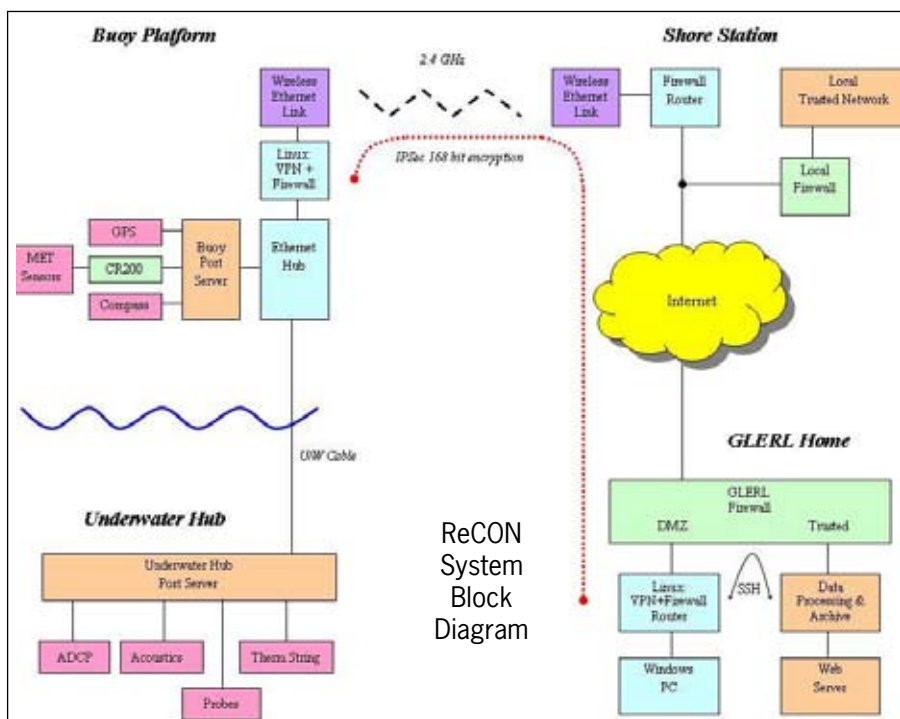 Buoy Platform
Shore Station
2.4 GHz
Wireless
Ethernet
Link
Wireless
Ethernet
Link
Firewall
Router
Local
Trusted Network
Linux
VPN +
Firewall
IPSec 168 bit encryption
Local
Firewall
GPS
MET
Sensors
CR200
Compass
Buoy
Port
Server
Ethernet
Hub
Internet
U/W Cable
GLERL Home
GLERL
Firewall
DMZ
Trusted
Underwater Hub
Underwater Hub
Port Server
ADCP
Acoustics
Therm String
Probes
ReCON
System
Block
Diagram
Linux
VPN+Firewall
Router
SSH
Data
Processing &
Archive
Windows
PC
Web
Server